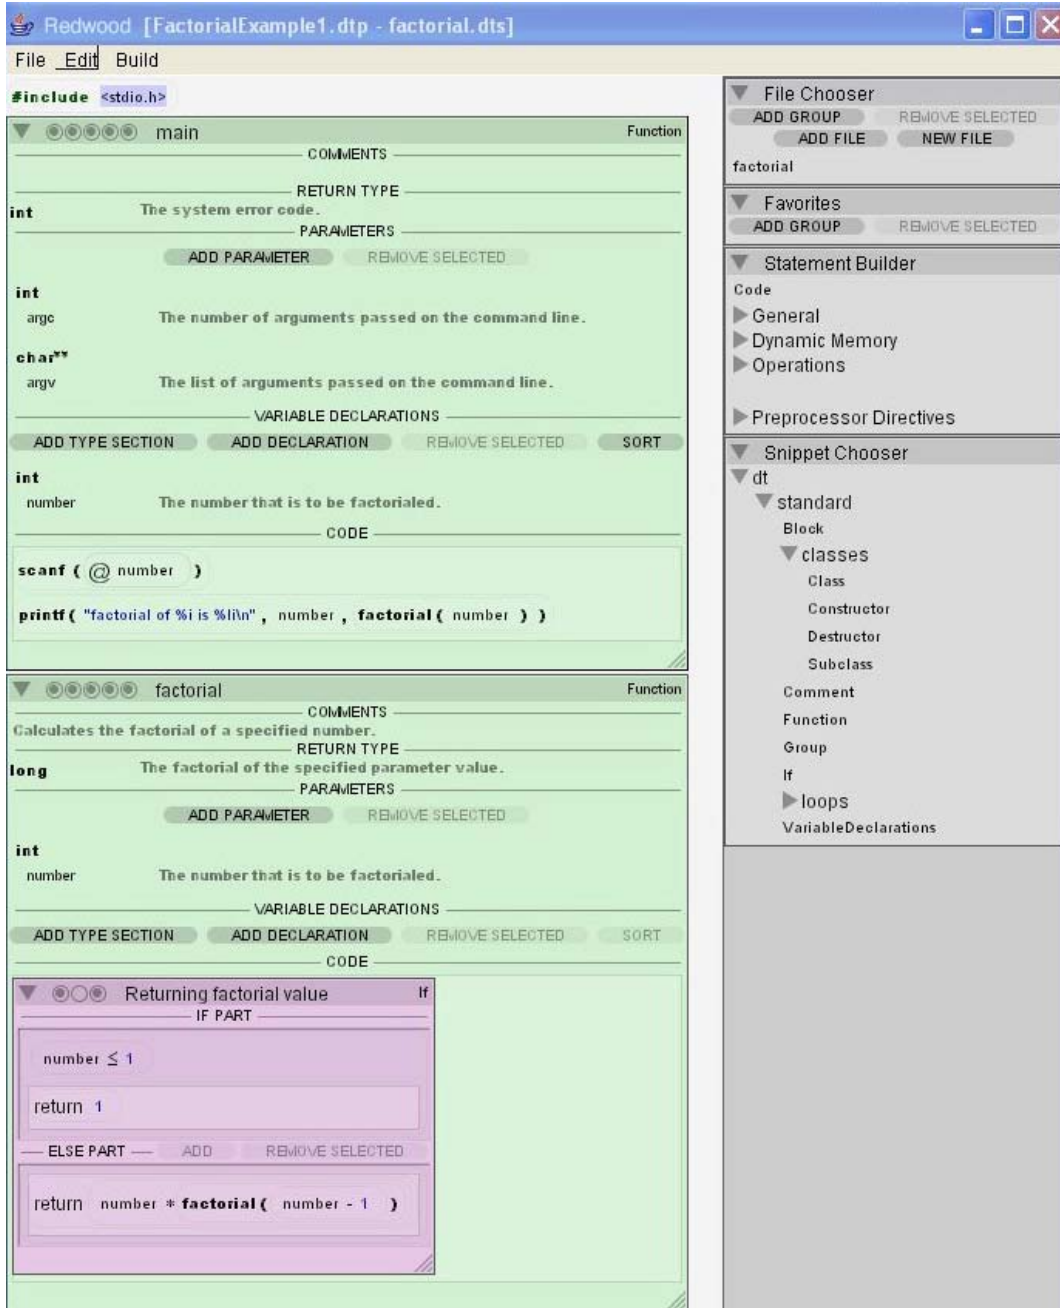 Redwood [FactorialExample1.dtp - factorial.dts]
File Edit Build
#include <stdio.h>
main Function
COMMENTS
RETURN TYPE
int The system error code.
PARAMETERS
ADD PARAMETER REMOVE SELECTED
int
argc The number of arguments passed on the command line.
char**
argv The list of arguments passed on the command line.
VARIABLE DECLARATIONS
ADD TYPE SECTION ADD DECLARATION REMOVE SELECTED SORT
int
number The number that is to be factorialed.
CODE
scanf ( @ number )
printf ( "factorial of %i is %li\n" , number , factorial ( number ) )
factorial Function
COMMENTS
Calculates the factorial of a specified number.
RETURN TYPE
long The factorial of the specified parameter value.
PARAMETERS
ADD PARAMETER REMOVE SELECTED
int
number The number that is to be factorialed.
VARIABLE DECLARATIONS
ADD TYPE SECTION ADD DECLARATION REMOVE SELECTED SORT
CODE
Returning factorial value If
IF PART
number ≤ 1
return 1
ELSE PART ADD REMOVE SELECTED
return number * factorial ( number - 1 )
File Chooser
ADD GROUP REMOVE SELECTED
ADD FILE NEW FILE
factorial
Favorites
ADD GROUP REMOVE SELECTED
Statement Builder
Code
General
Dynamic Memory
Operations
Preprocessor Directives
Snippet Chooser
dt
standard
Block
classes
Class
Constructor
Destructor
Subclass
Comment
Function
Group
If
loops
VariableDeclarations